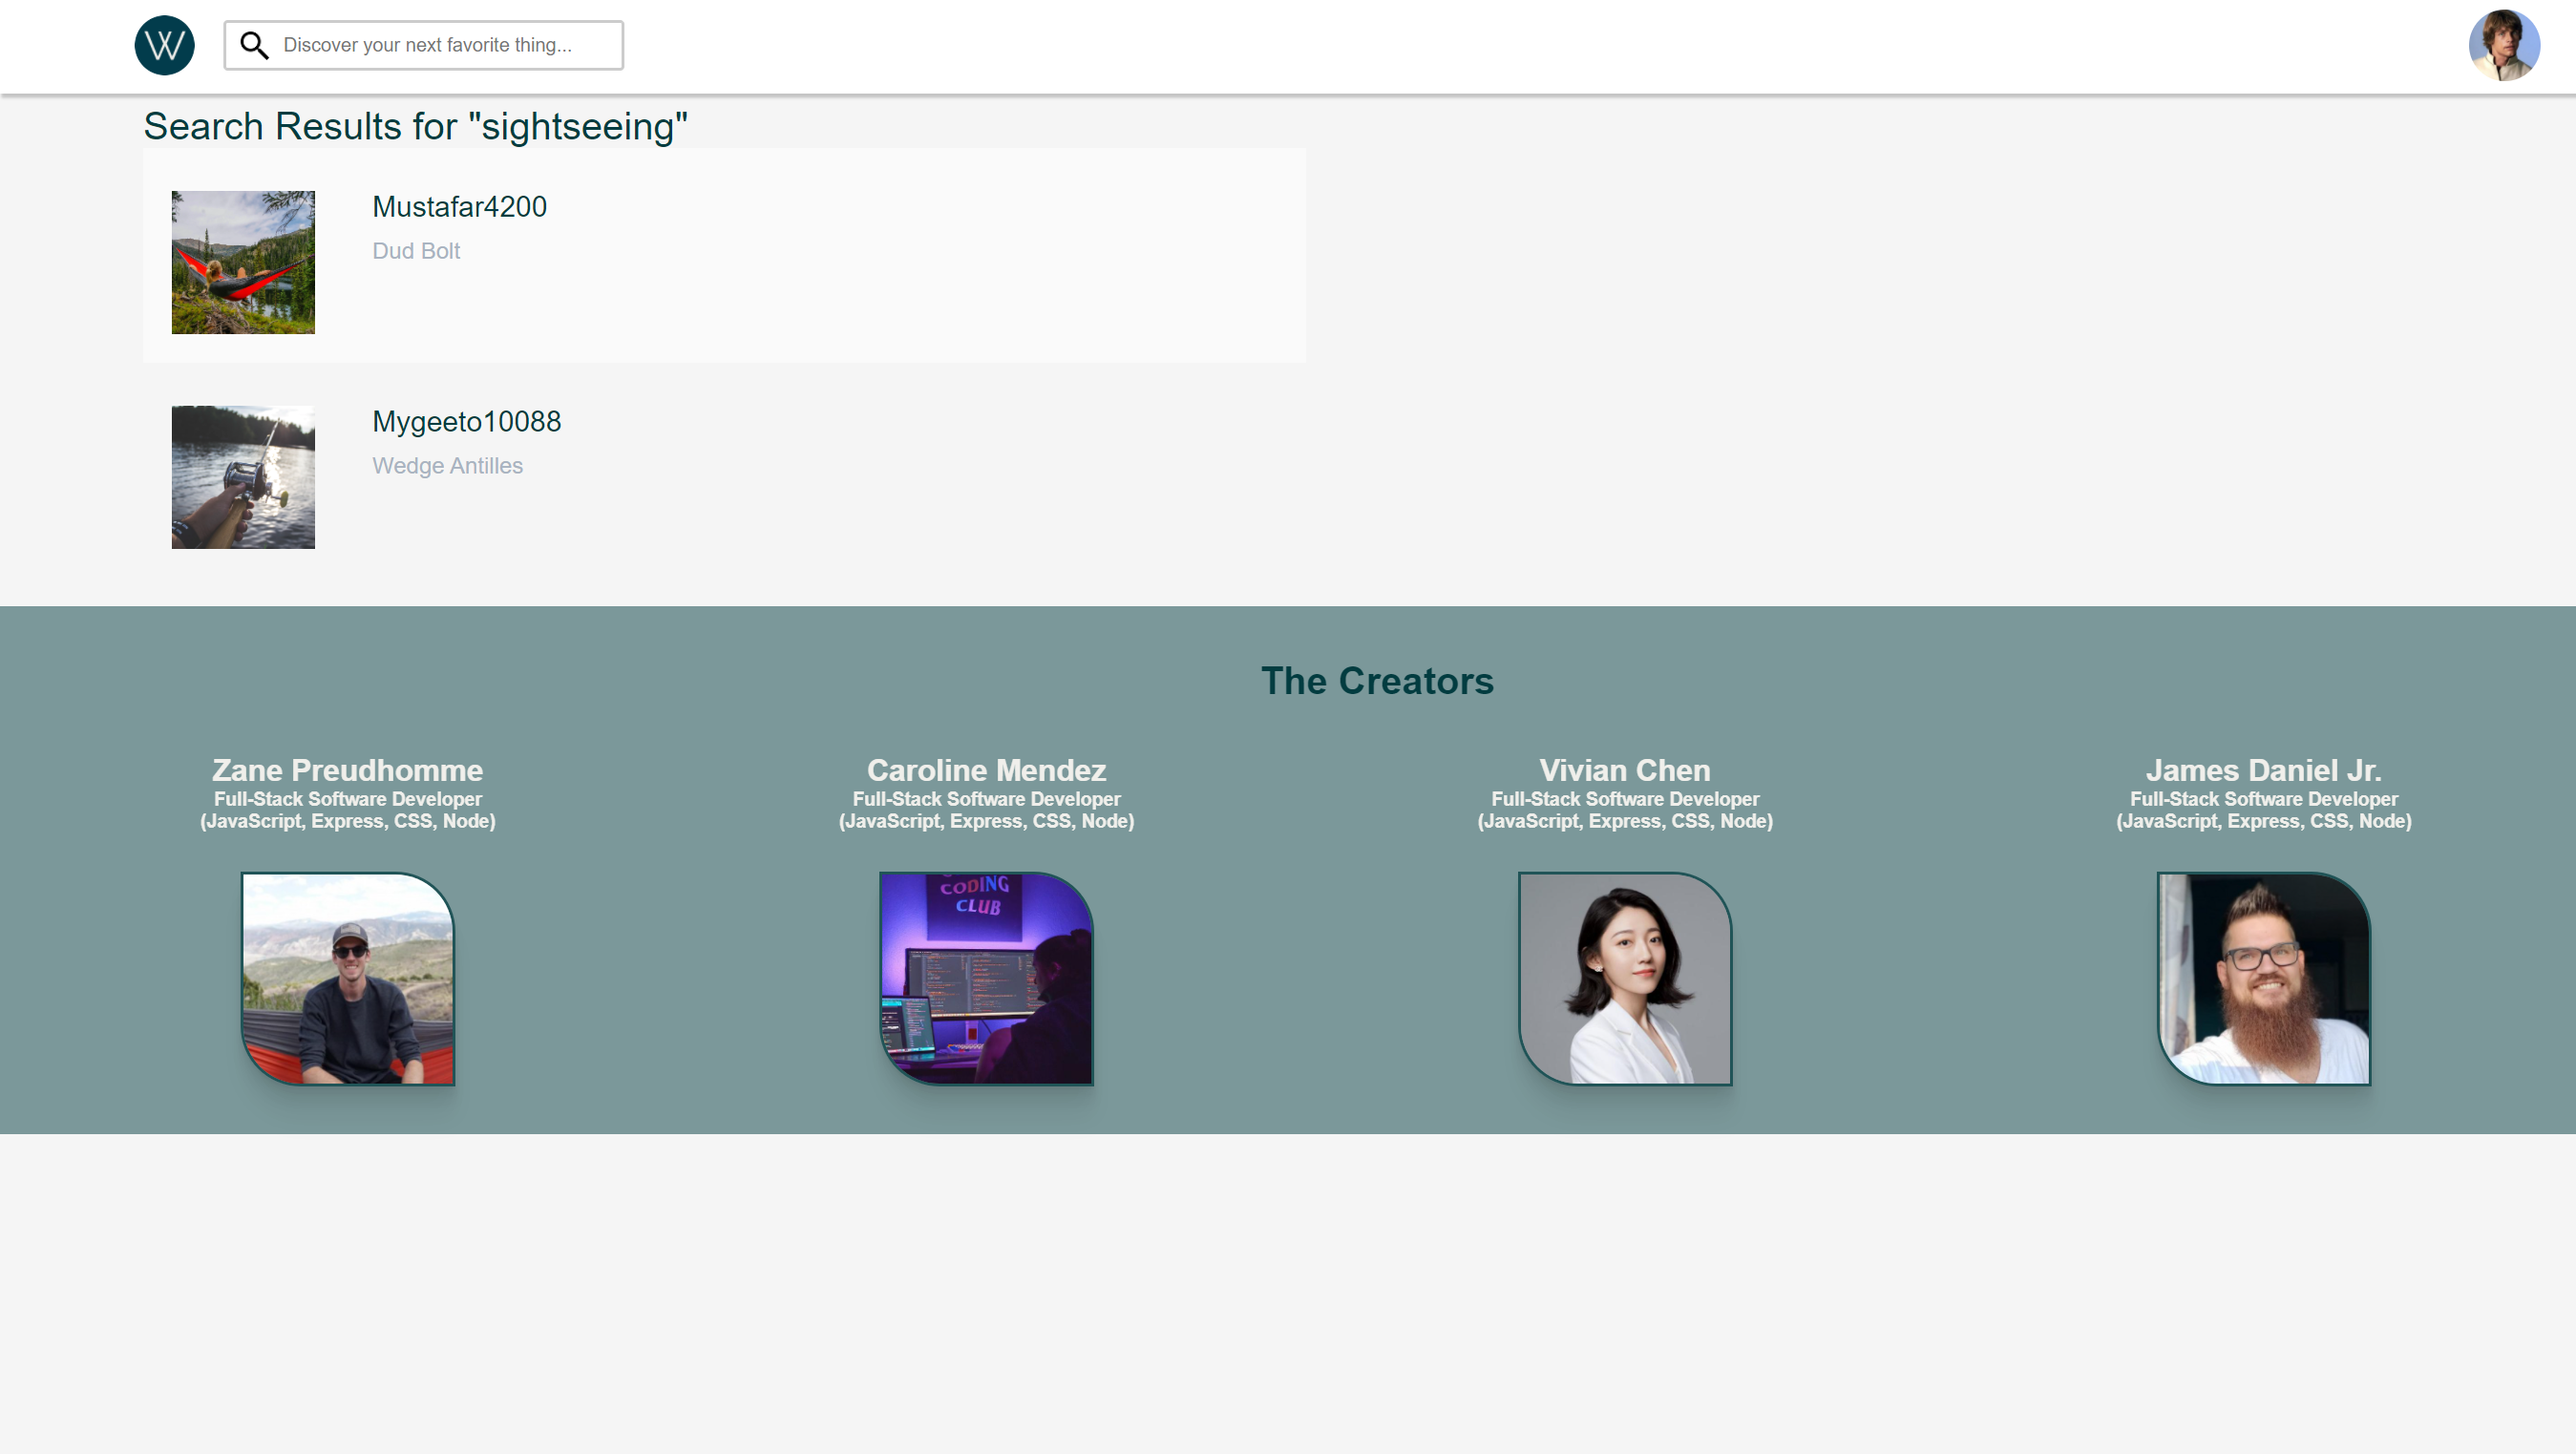 W
Discover your next favorite thing...
Search Results for "sightseeing"
Mustafar4200
Dud Bolt
Mygeeto10088
Wedge Antilles
The Creators
Zane Preudhomme
Full-Stack Software Developer
(JavaScript, Express, CSS, Node)
Caroline Mendez
Full-Stack Software Developer
(JavaScript, Express, CSS, Node)
CODING
CLUB
Vivian Chen
Full-Stack Software Developer
(JavaScript, Express, CSS, Node)
James Daniel Jr.
Full-Stack Software Developer
(JavaScript, Express, CSS, Node)